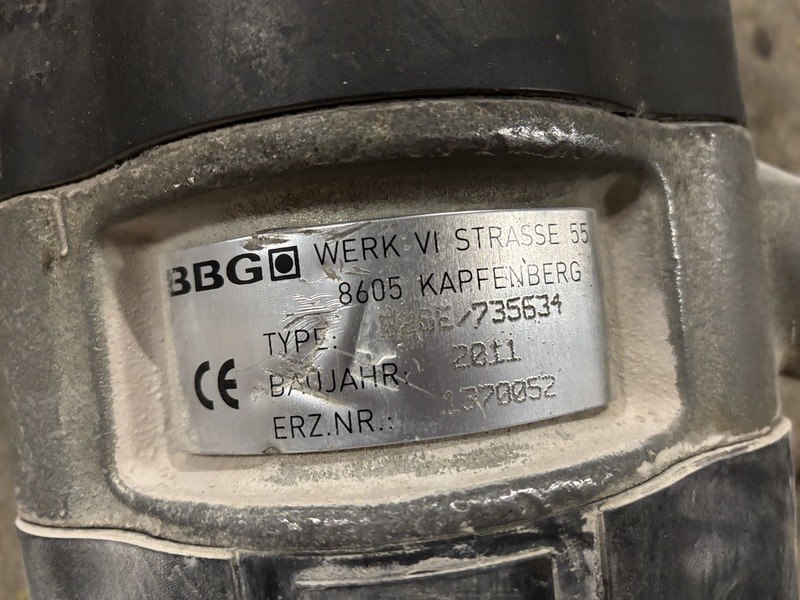 BBG WERK VI STRASSE 55
8605 KAPFENBERG
TYPE: /735634
CE BAUJAHR: 2011
ERZ.NR.: 1370052